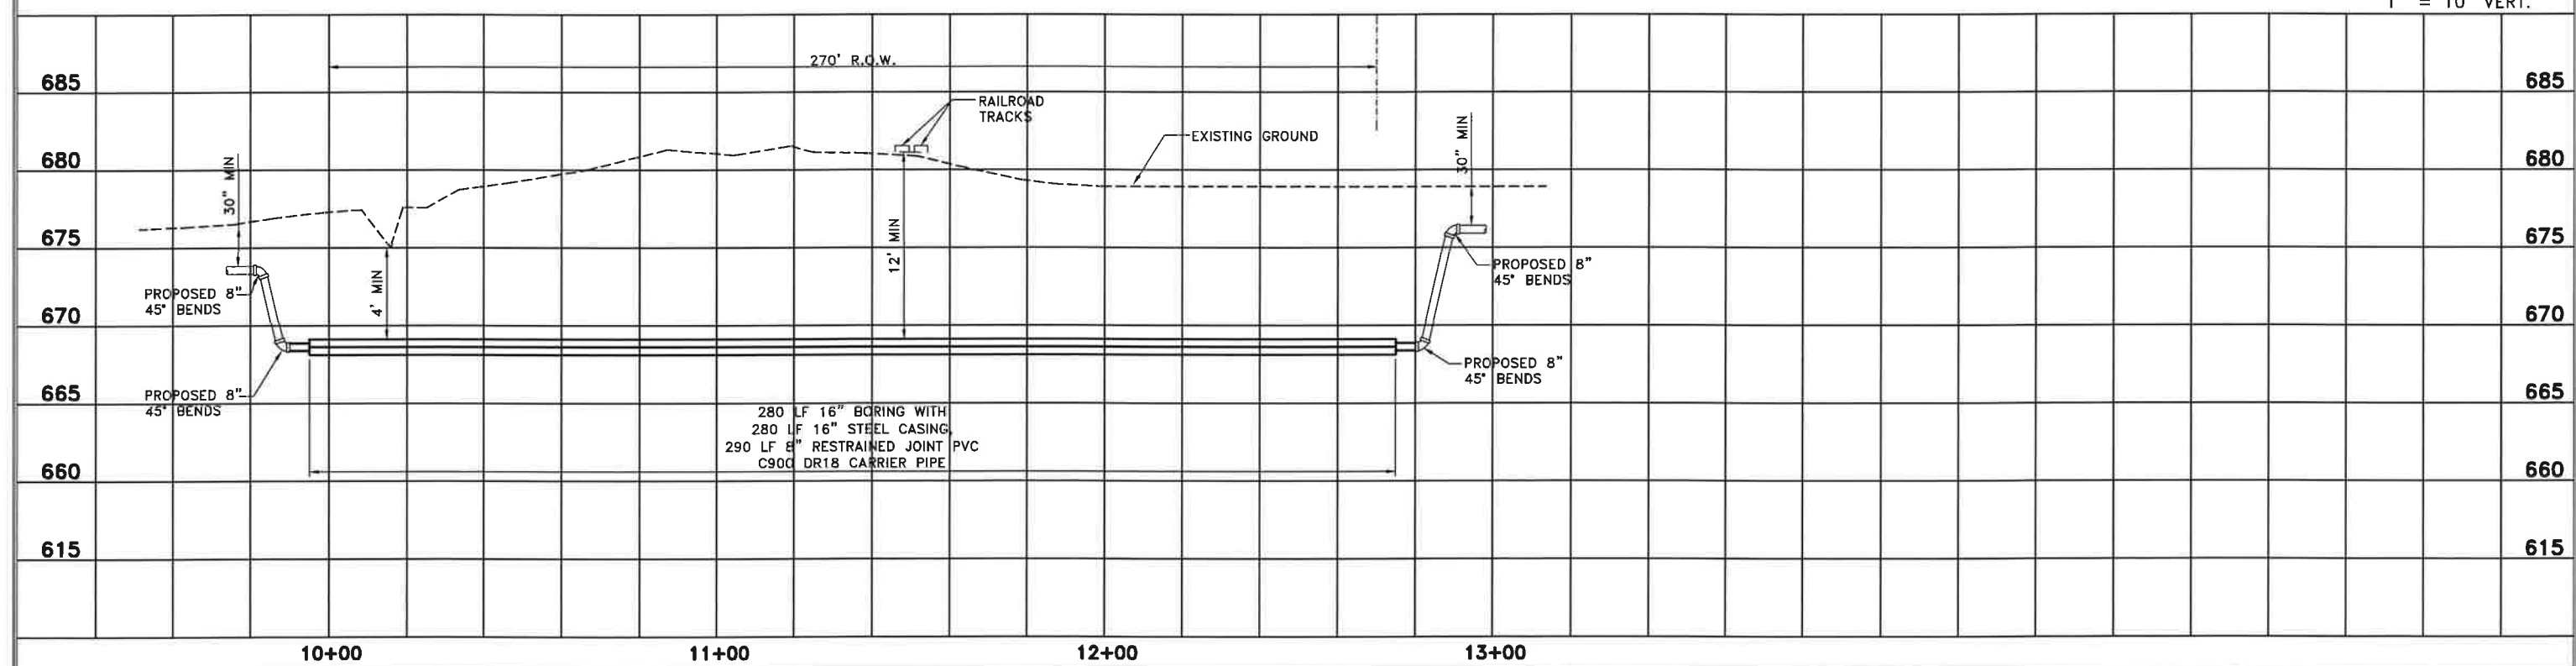 1" = 10' VERT.
270' R.O.W.
685
685
RAILROAD
TRACKS
EXISTING GROUND
30" MIN
30" MIN
680
680
12' MIN
4' MIN
675
675
PROPOSED 8"
45° BENDS
PROPOSED 8"
45° BENDS
670
670
PROPOSED 8"
45° BENDS
PROPOSED 8"
45° BENDS
665
665
280 LF 16" BORING WITH
280 LF 16" STEEL CASING,
290 LF 8" RESTRAINED JOINT PVC
C900 DR18 CARRIER PIPE
660
660
615
615
10+00
11+00
12+00
13+00